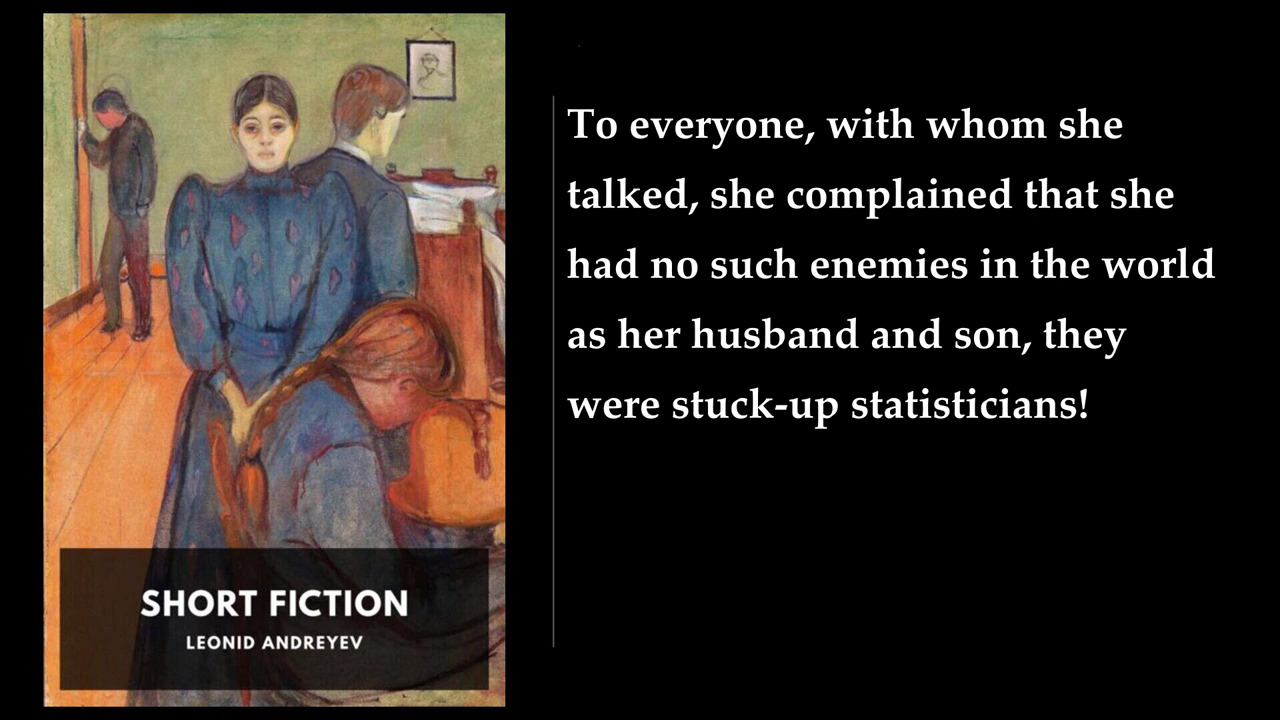 SHORT FICTION
LEONID ANDREYEV
To everyone, with whom she
talked, she complained that she
had no such enemies in the world
as her husband and son, they
were stuck-up statisticians!